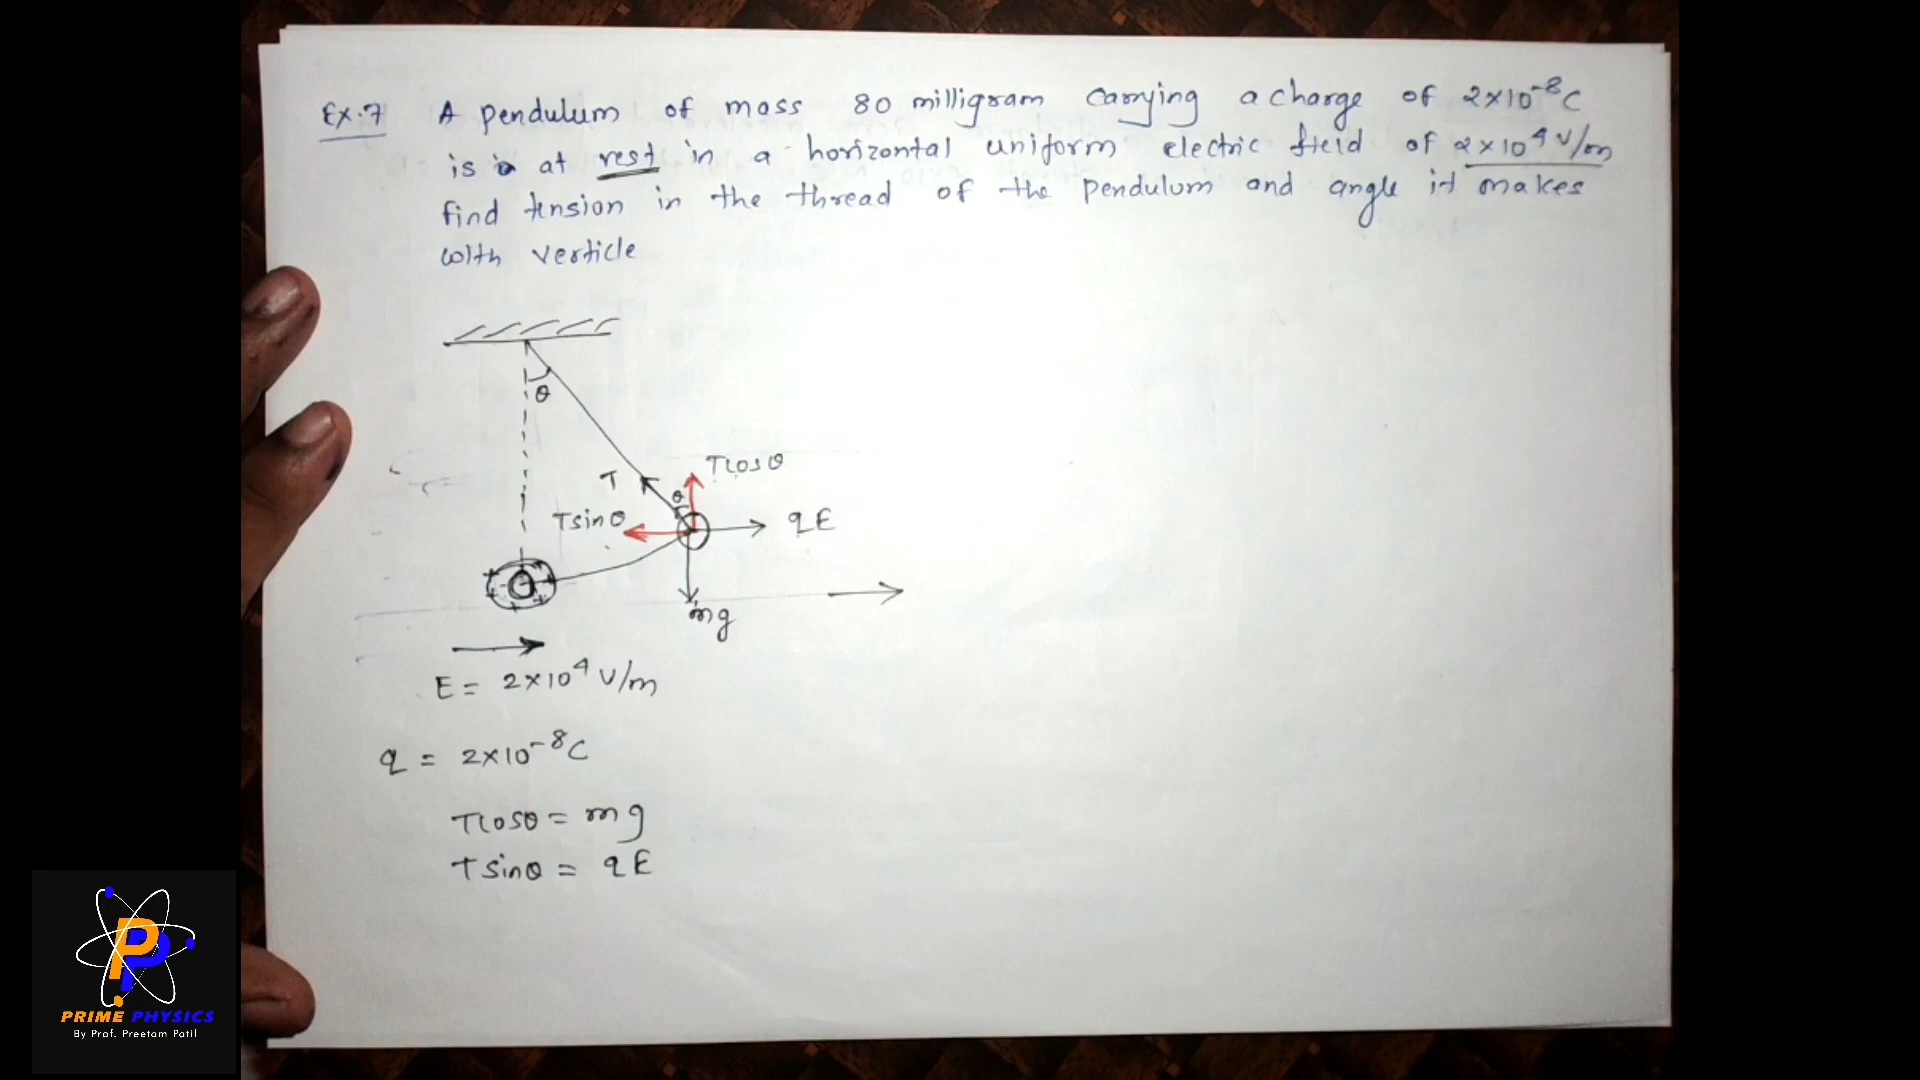 Ex.7 A pendulum of mass 80 milligram carrying a charge of 2×10⁻⁸C
is at rest in a horizontal uniform electric field of 2×10⁴ V/m
find tension in the thread of the pendulum and angle it makes
with verticle
θ
Tcosθ
T
θ
Tsinθ
qE
mg
E = 2×10⁴ V/m
q = 2×10⁻⁸C
Tcosθ = mg
Tsinθ = qE
PRIME PHYSICS
By Prof. Preetam Patil